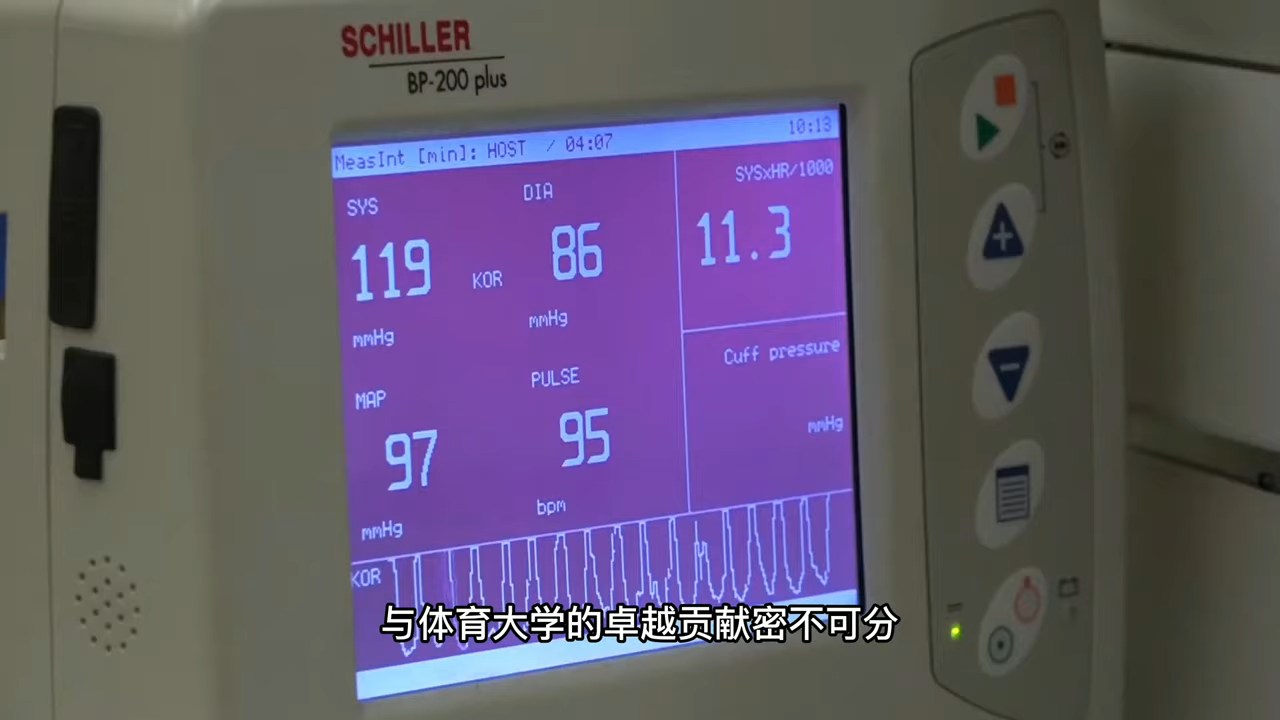 SCHILLER
BP-200 plus
MeasInt [min]: HOST / 04:07 10:13
SYS
DIA
SYSxHR/1000
119
KOR
86
11.3
mmHg
mmHg
Cuff pressure
MAP
PULSE
mmHg
97
95
mmHg
bpm
KOR
与体育大学的卓越贡献密不可分